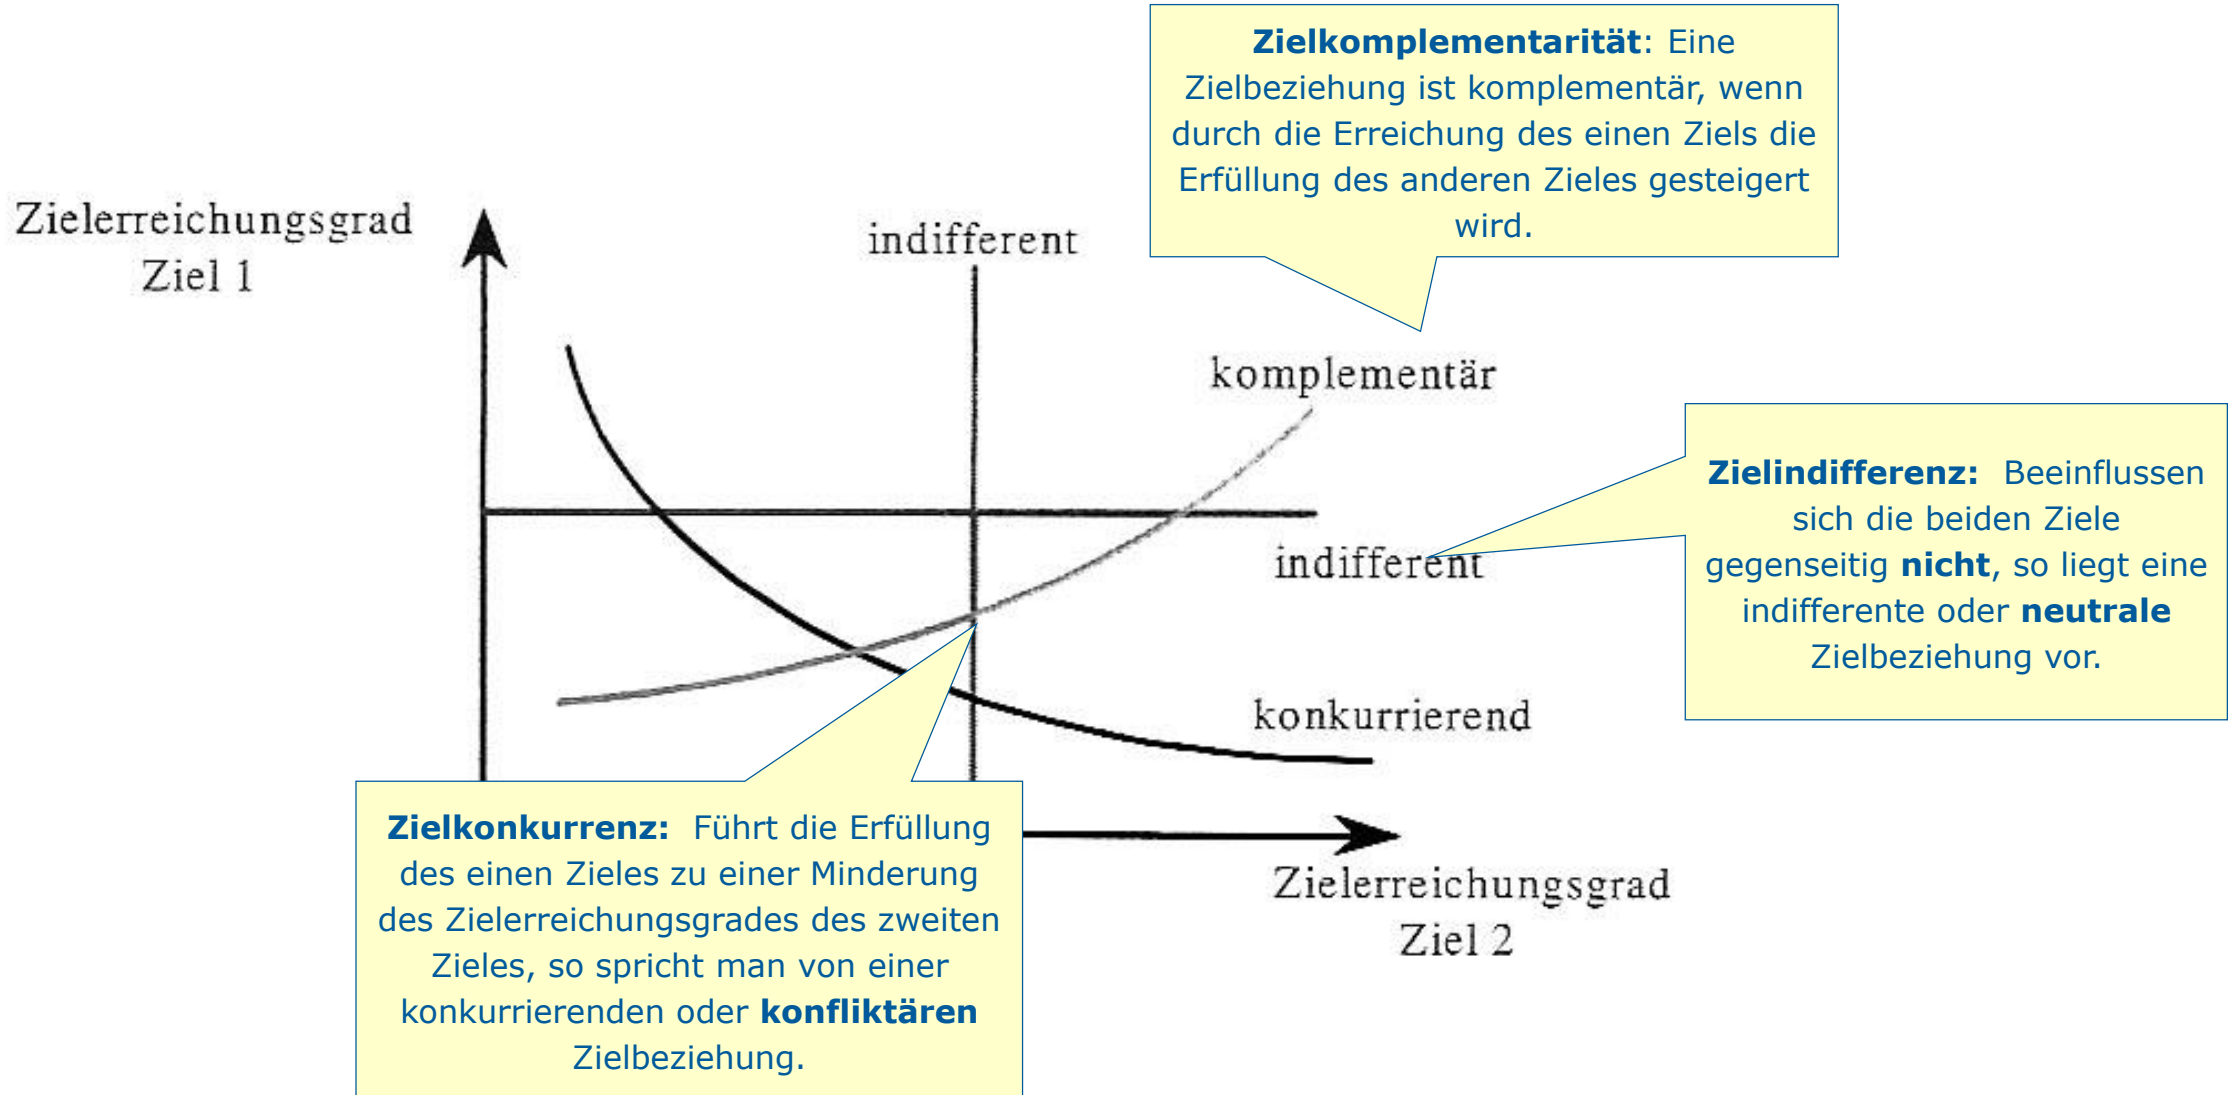 Zielkomplementarität: Eine
Zielbeziehung ist komplementär, wenn
durch die Erreichung des einen Ziels die
Erfüllung des anderen Zieles gesteigert
wird.
Zielerreichungsgrad
Ziel 1
indifferent
komplementär
Zielindifferenz: Beeinflussen
sich die beiden Ziele
gegenseitig nicht, so liegt eine
indifferente oder neutrale
Zielbeziehung vor.
indifferent
konkurrierend
Zielkonkurrenz: Führt die Erfüllung
des einen Zieles zu einer Minderung
des Zielerreichungsgrades des zweiten
Zieles, so spricht man von einer
konkurrierenden oder konfliktären
Zielbeziehung.
Zielerreichungsgrad
Ziel 2